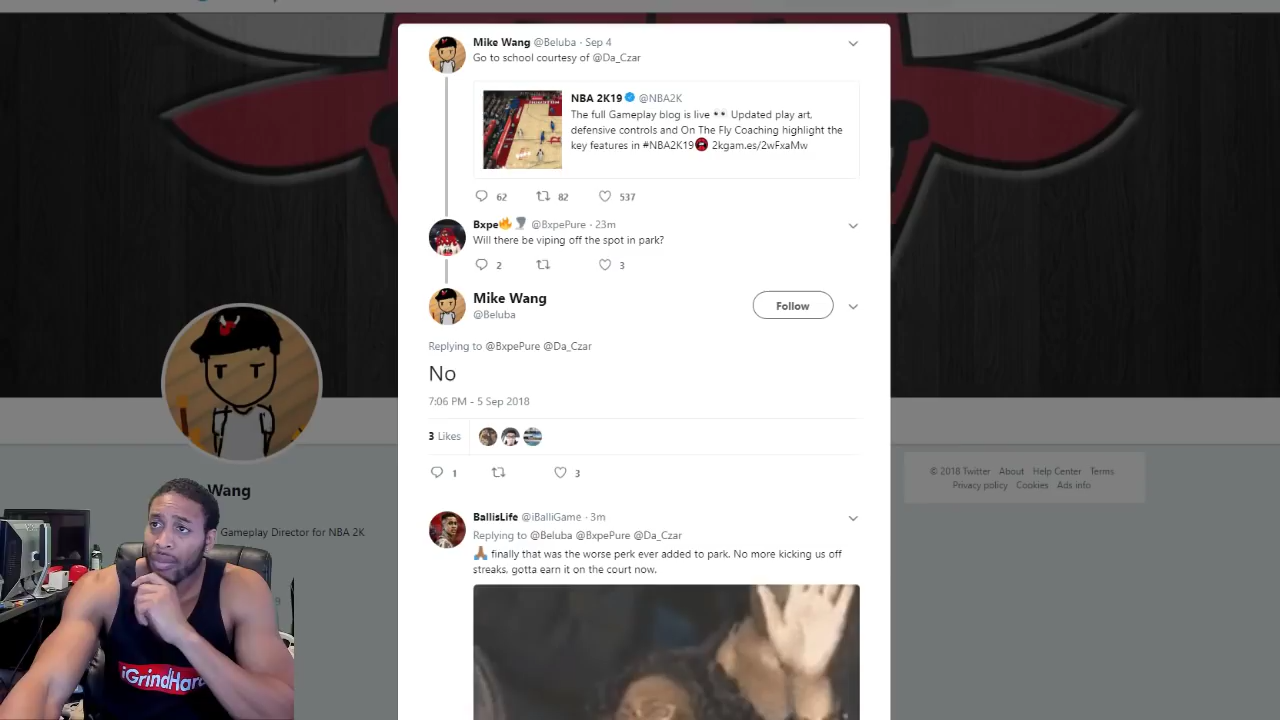 Mike Wang @Beluba · Sep 4
Go to school courtesy of @Da_Czar
NBA 2K19 @NBA2K
The full Gameplay blog is live 👀 Updated play art,
defensive controls and On The Fly Coaching highlight the
key features in #NBA2K19 2kgam.es/2wFxaMw
62 82 537
Bxpe🔥🌪 @BxpePure · 23m
Will there be viping off the spot in park?
2 3
Mike Wang
@Beluba
Follow
Replying to @BxpePure @Da_Czar
No
7:06 PM - 5 Sep 2018
3 Likes
1 3
BallisLife @iBalliGame · 3m
Replying to @Beluba @BxpePure @Da_Czar
🙏🏾 finally that was the worse perk ever added to park. No more kicking us off
streaks, gotta earn it on the court now.
Wang
Gameplay Director for NBA 2K
iGrindHard
© 2018 Twitter About Help Center Terms
Privacy policy Cookies Ads info